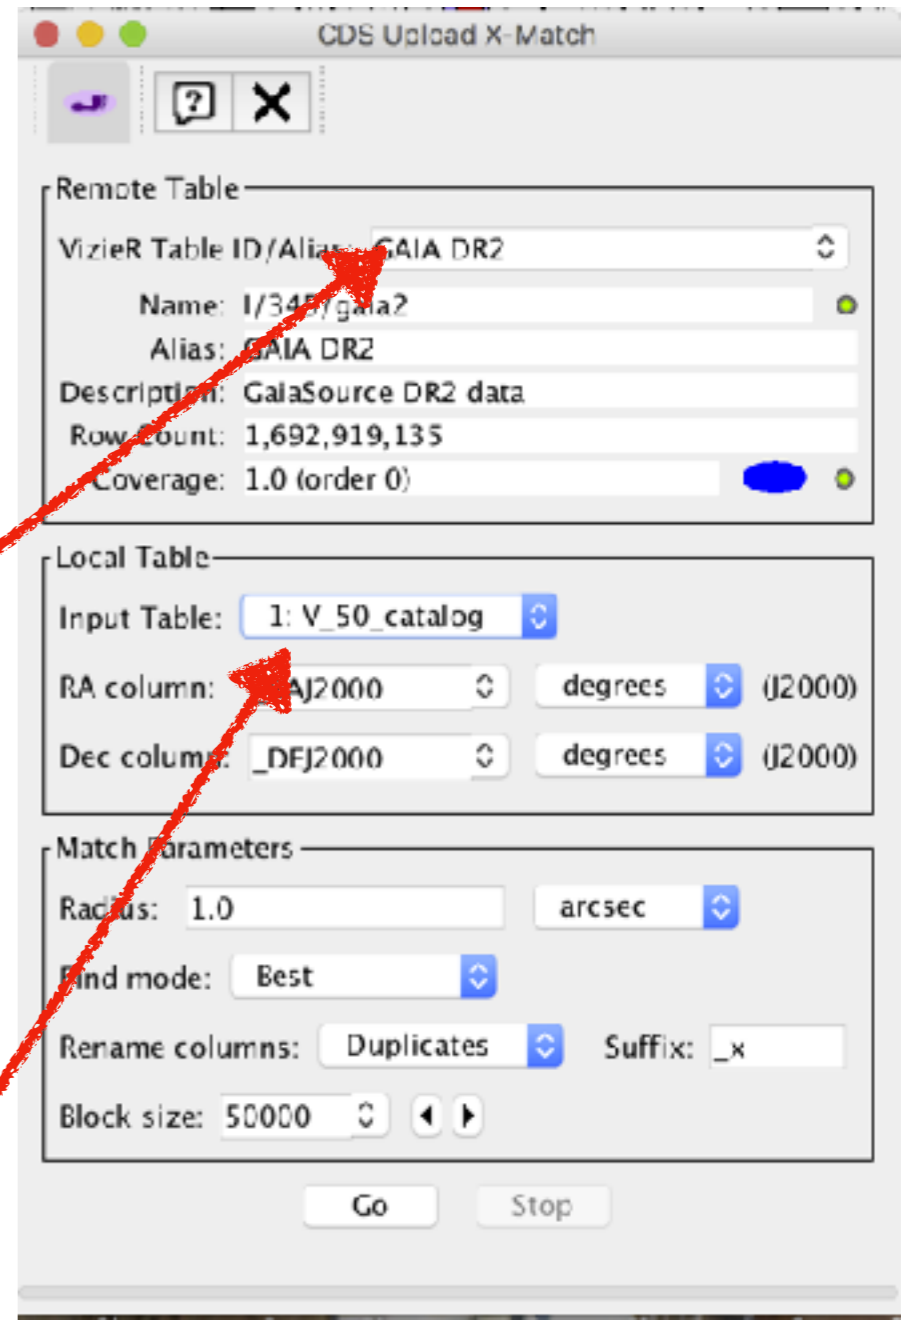 CDS Upload X-Match
?
Remote Table
VizieR Table ID/Alias: GAIA DR2
Name: I/345/gaia2
Alias: GAIA DR2
Description: GaiaSource DR2 data
Row Count: 1,692,919,135
Coverage: 1.0 (order 0)
Local Table
Input Table: 1: V_50_catalog
RA column: AJ2000 degrees (J2000)
Dec column: _DEJ2000 degrees (J2000)
Match Parameters
Radius: 1.0 arcsec
Find mode: Best
Rename columns: Duplicates Suffix: _x
Block size: 50000
Go Stop